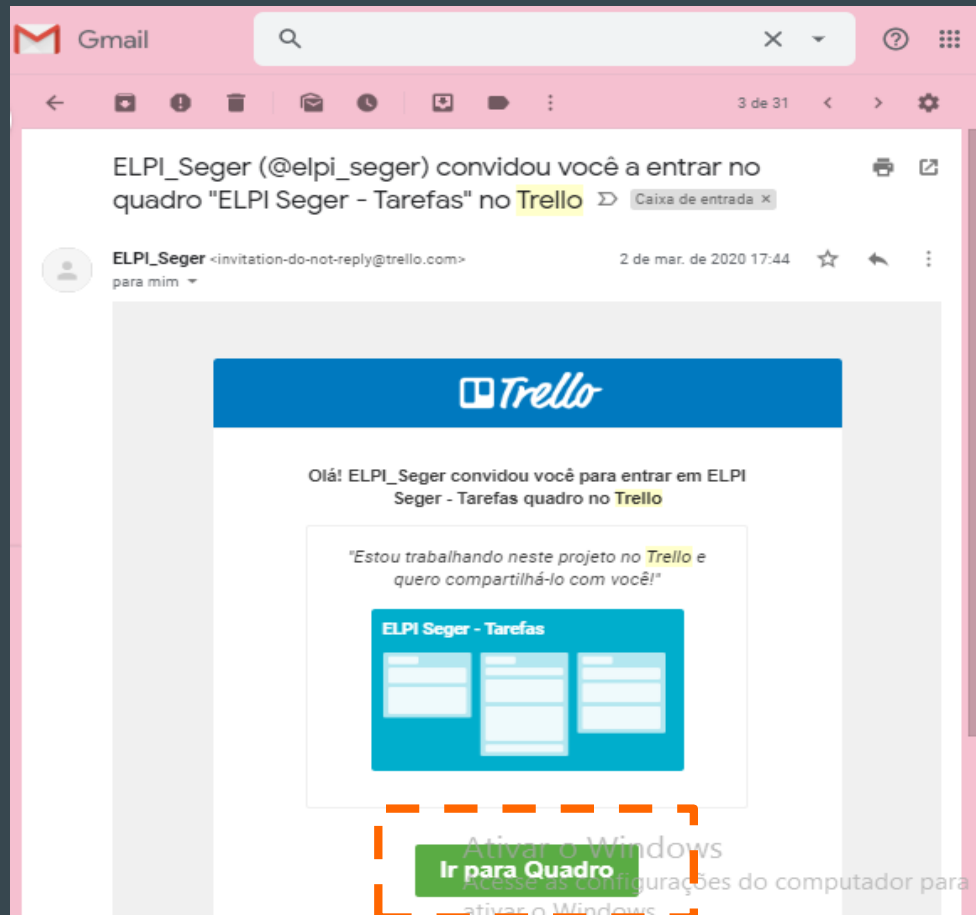 Gmail
3 de 31
ELPI_Seger (@elpi_seger) convidou você a entrar no
quadro "ELPI Seger - Tarefas" no Trello Caixa de entrada ×
ELPI_Seger <invitation-do-not-reply@trello.com> 2 de mar. de 2020 17:44
para mim
Trello
Olá! ELPI_Seger convidou você para entrar em ELPI
Seger - Tarefas quadro no Trello
"Estou trabalhando neste projeto no Trello e
quero compartilhá-lo com você!"
ELPI Seger - Tarefas
Ativar o Windows
Ir para Quadro
Acesse as configurações do computador para
ativar o Windows